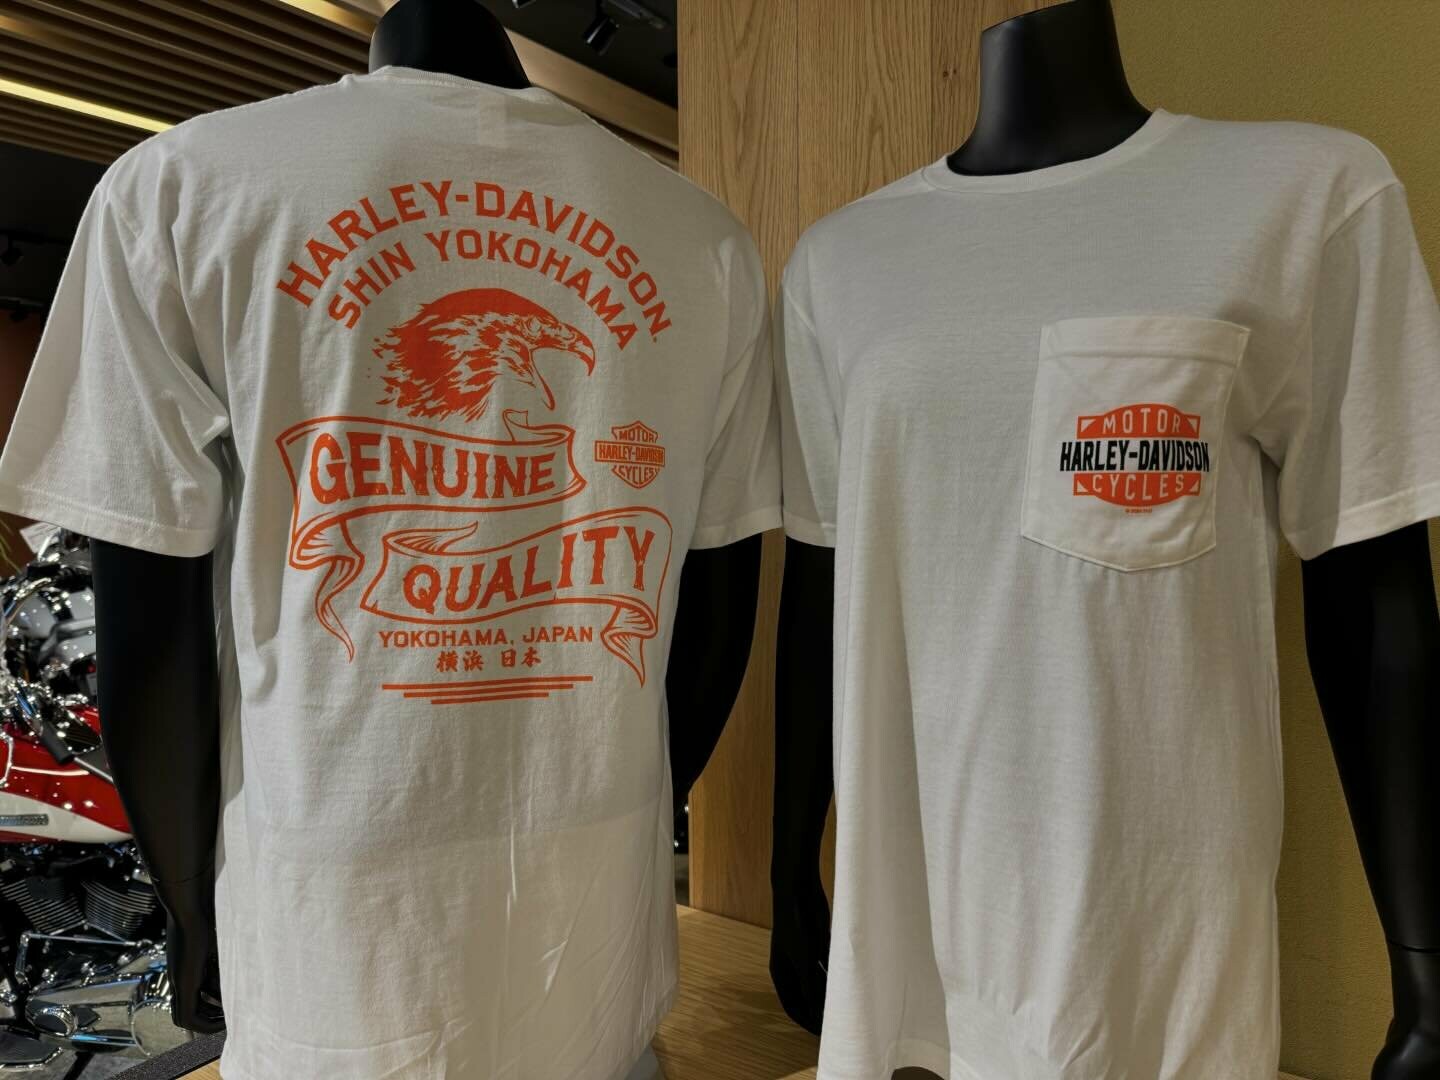 HARLEY-DAVIDSON
SHIN YOKOHAMA
GENUINE
MOTOR
HARLEY-DAVIDSON
CYCLES
QUALITY
YOKOHAMA, JAPAN
横浜 日本
MOTOR
HARLEY-DAVIDSON
CYCLES